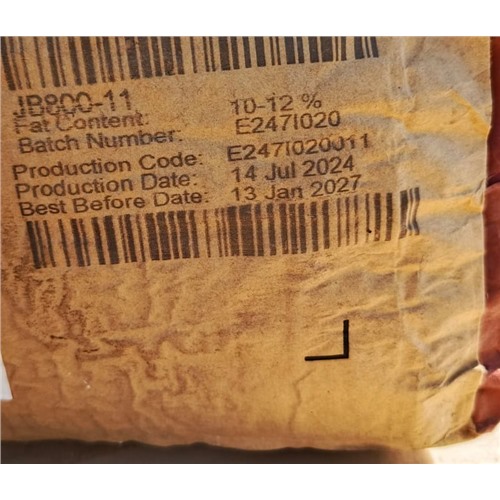 JB800-11
Fat Content: 10-12 %
Batch Number: E247I020
Production Code: E247I020011
Production Date: 14 Jul 2024
Best Before Date: 13 Jan 2027